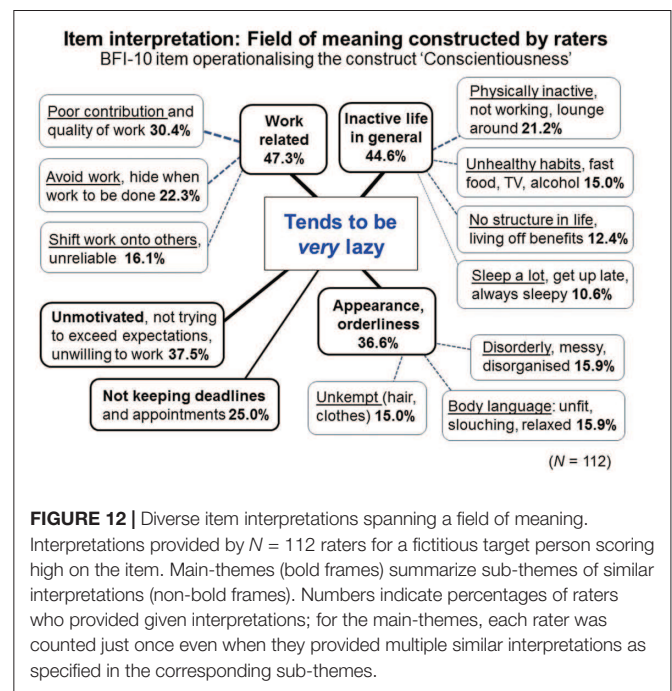 Item interpretation: Field of meaning constructed by raters
BFI-10 item operationalising the construct ‘Conscientiousness’
Poor contribution and
quality of work 30.4%
Avoid work, hide when
work to be done 22.3%
Shift work onto others,
unreliable 16.1%
Work
related
47.3%
Inactive life
in general
44.6%
Physically inactive,
not working, lounge
around 21.2%
Unhealthy habits, fast
food, TV, alcohol 15.0%
No structure in life,
living off benefits 12.4%
Sleep a lot, get up late,
always sleepy 10.6%
Tends to be
very lazy
Unmotivated, not trying
to exceed expectations,
unwilling to work 37.5%
Not keeping deadlines
and appointments 25.0%
Appearance,
orderliness
36.6%
Unkempt (hair,
clothes) 15.0%
Disorderly, messy,
disorganised 15.9%
Body language: unfit,
slouching, relaxed 15.9%
(N = 112)
FIGURE 12 | Diverse item interpretations spanning a field of meaning.
Interpretations provided by N = 112 raters for a fictitious target person scoring
high on the item. Main-themes (bold frames) summarize sub-themes of similar
interpretations (non-bold frames). Numbers indicate percentages of raters
who provided given interpretations; for the main-themes, each rater was
counted just once even when they provided multiple similar interpretations as
specified in the corresponding sub-themes.